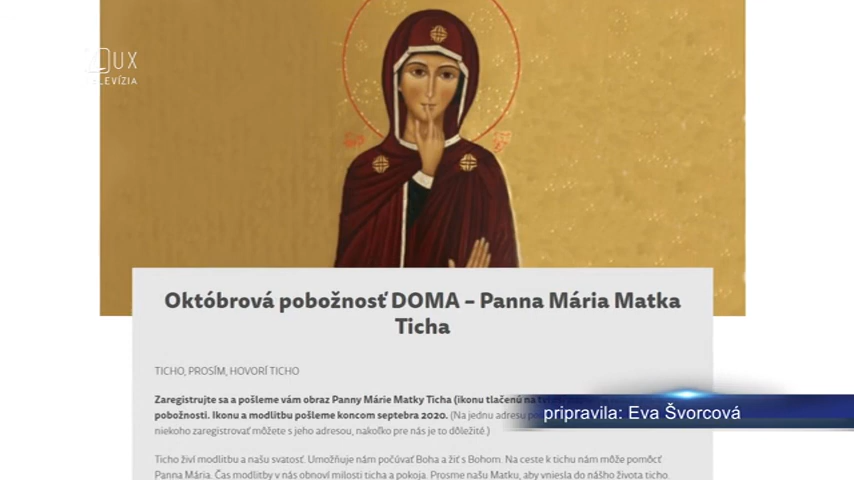 LUX
TELEVÍZIA
Októbrová pobožnosť DOMA – Panna Mária Matka
Ticha
TICHO, PROSÍM, HOVORÍ TICHO
Zaregistrujte sa a pošleme vám obraz Panny Márie Matky Ticha (ikonu tlačenú na
pobožnosti. Ikonu a modlitbu pošleme koncom septebra 2020. (Na jednu adresu
niekoho zaregistrovať môžete s jeho adresou, nakoľko pre nás je to dôležité.)
pripravila: Eva Švorcová
Ticho živí modlitbu a našu svatosť. Umožňuje nám počúvať Boha a žiť s Bohom. Na ceste k tichu nám môže pomôcť
Panna Mária. Čas modlitby v nás obnoví milosti ticha a pokoja. Prosme našu Matku, aby vniesla do nášho života ticho